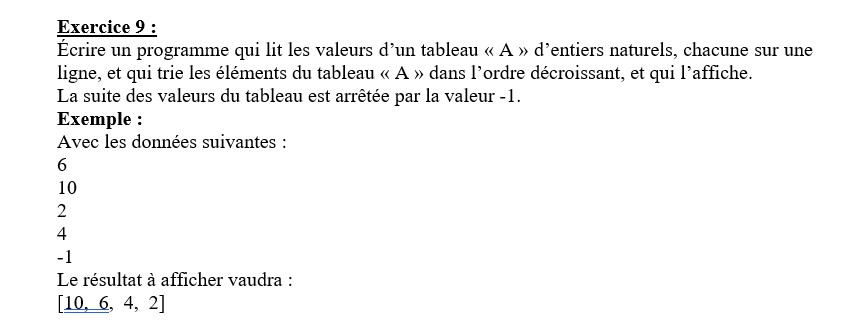 Exercice 9 :
Écrire un programme qui lit les valeurs d’un tableau « A » d’entiers naturels, chacune sur une
ligne, et qui trie les éléments du tableau « A » dans l’ordre décroissant, et qui l’affiche.
La suite des valeurs du tableau est arrêtée par la valeur -1.
Exemple :
Avec les données suivantes :
6
10
2
4
-1
Le résultat à afficher vaudra :
[10, 6, 4, 2]